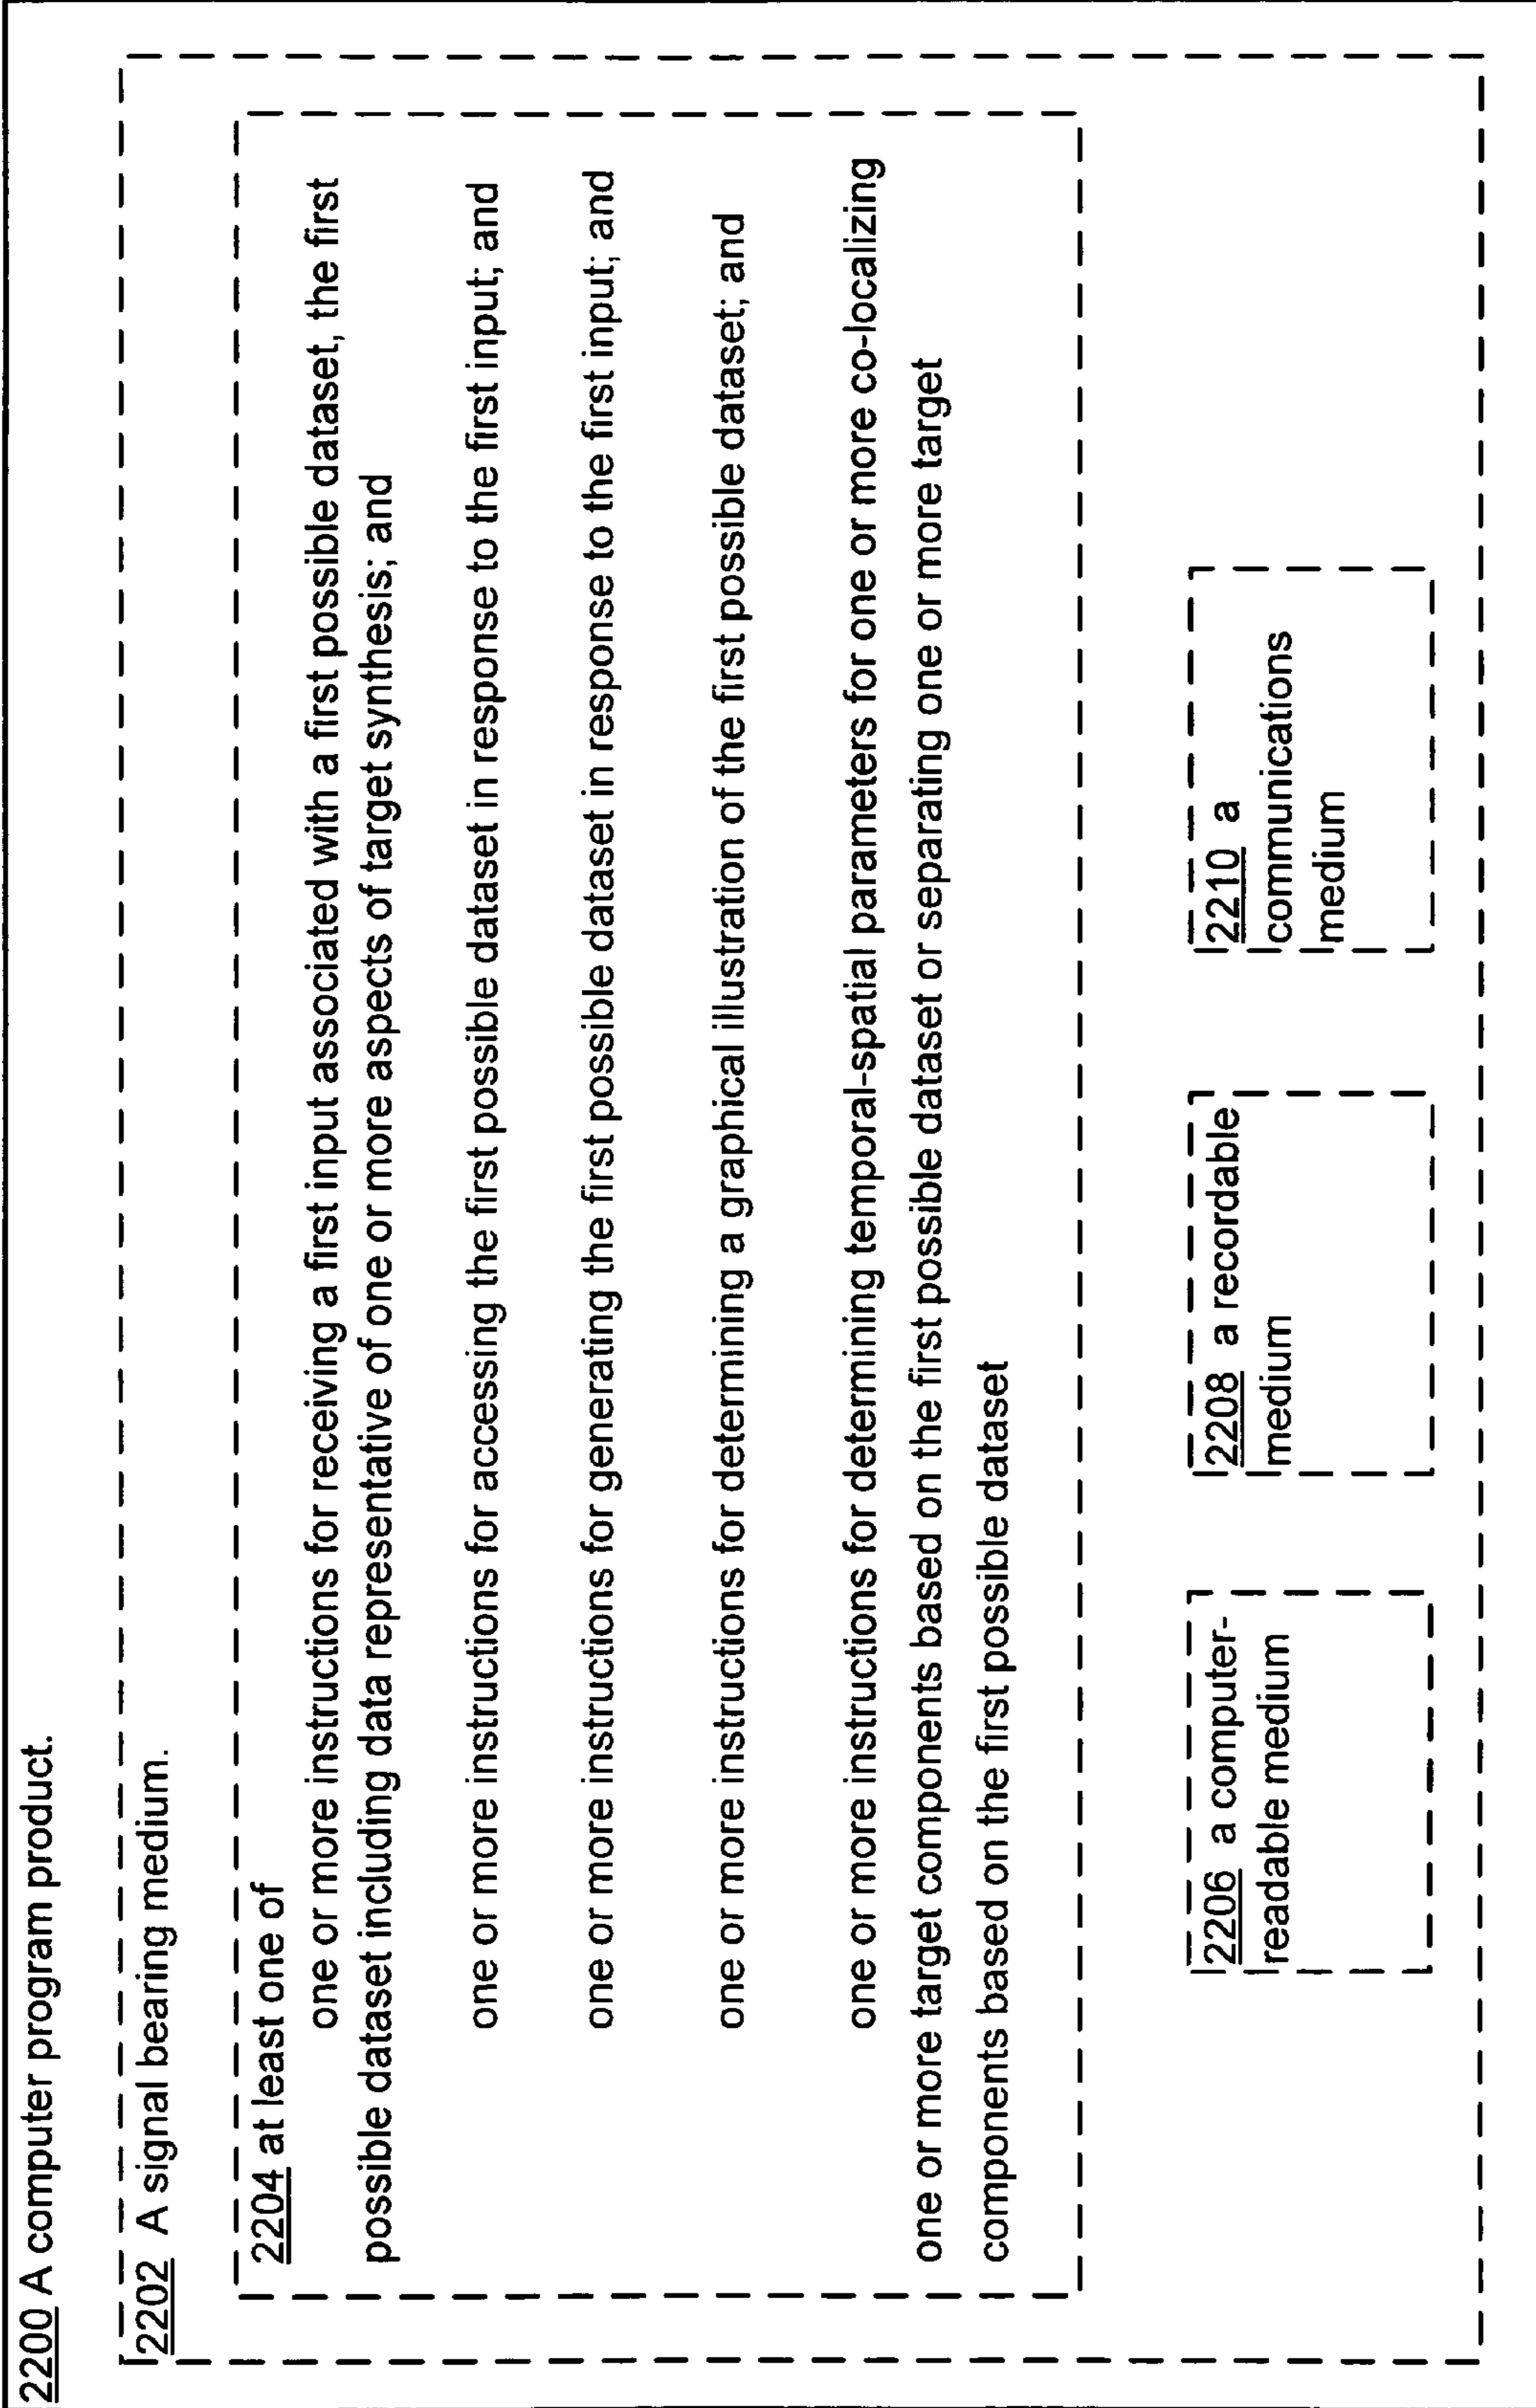 2200 A computer program product.
2202 A signal bearing medium.
2204 at least one of
one or more instructions for receiving a first input associated with a first possible dataset, the first
possible dataset including data representative of one or more aspects of target synthesis; and
one or more instructions for accessing the first possible dataset in response to the first input; and
one or more instructions for generating the first possible dataset in response to the first input; and
one or more instructions for determining a graphical illustration of the first possible dataset; and
one or more instructions for determining temporal-spatial parameters for one or more co-localizing
one or more target components based on the first possible dataset or separating one or more target
components based on the first possible dataset
2206 a computer-
readable medium
2208 a recordable
medium
2210 a
communications
medium